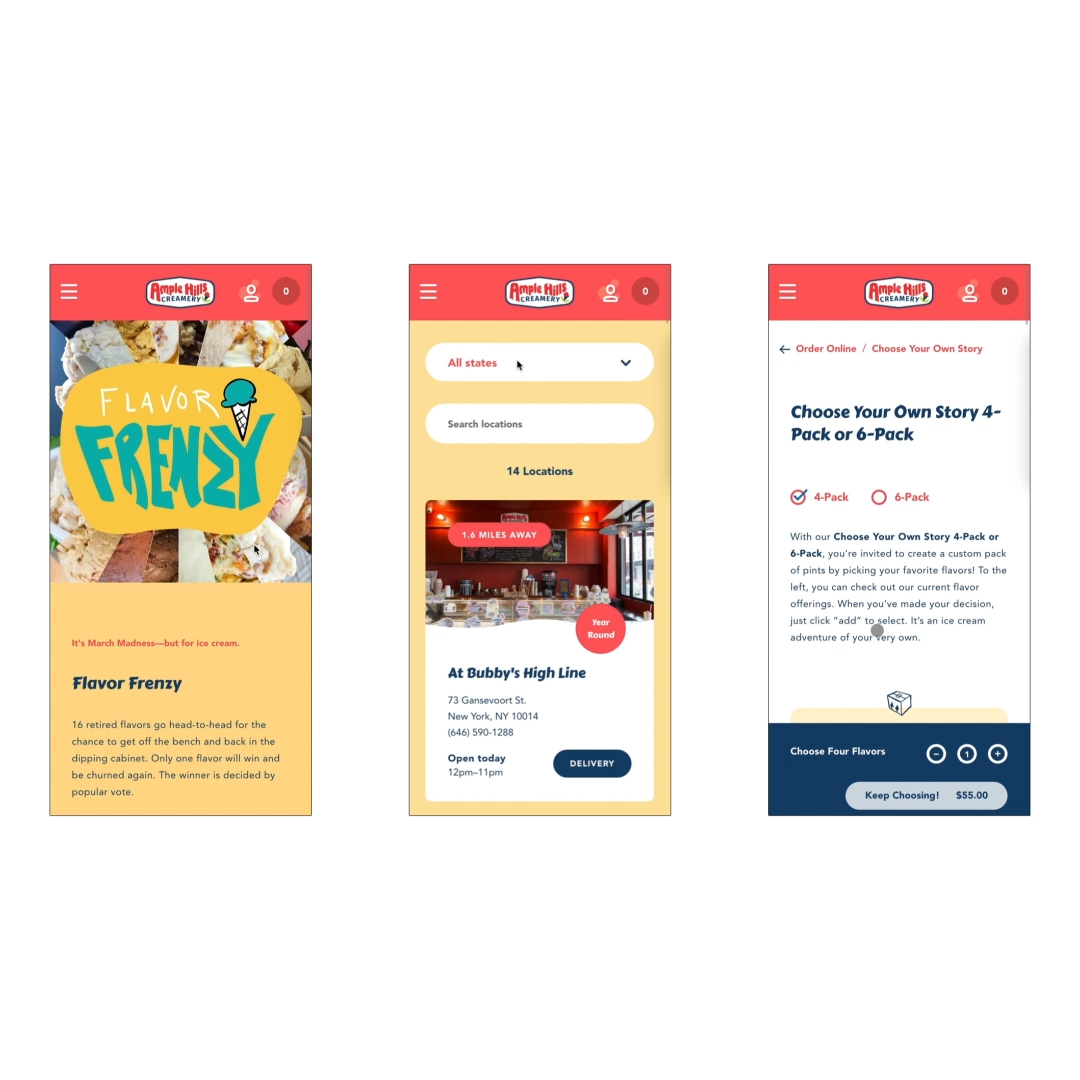 Ample Hills
CREAMERY
0
FLAVOR
FRENZY
It's March Madness—but for ice cream.
Flavor Frenzy
16 retired flavors go head-to-head for the
chance to get off the bench and back in the
dipping cabinet. Only one flavor will win and
be churned again. The winner is decided by
popular vote.
Ample Hills
CREAMERY
0
All states
Search locations
14 Locations
1.6 MILES AWAY
Year
Round
At Bubby's High Line
73 Gansevoort St.
New York, NY 10014
(646) 590-1288
Open today
12pm–11pm
DELIVERY
Ample Hills
CREAMERY
0
Order Online / Choose Your Own Story
Choose Your Own Story 4-
Pack or 6-Pack
4-Pack 6-Pack
With our Choose Your Own Story 4-Pack or
6-Pack, you're invited to create a custom pack
of pints by picking your favorite flavors! To the
left, you can check out our current flavor
offerings. When you've made your decision,
just click “add” to select. It's an ice cream
adventure of your very own.
Choose Four Flavors
1
Keep Choosing! $55.00